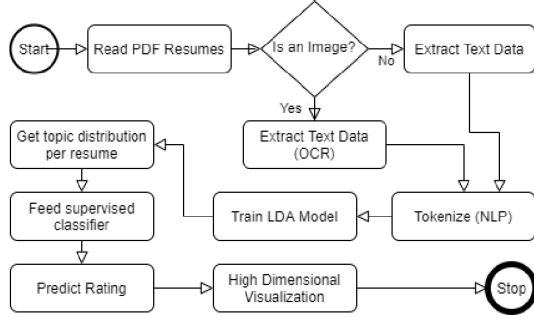 Start
Read PDF Resumes
Is an Image?
No
Extract Text Data
Yes
Extract Text Data
(OCR)
Get topic distribution
per resume
Train LDA Model
Tokenize (NLP)
Feed supervised
classifier
Predict Rating
High Dimensional
Visualization
Stop